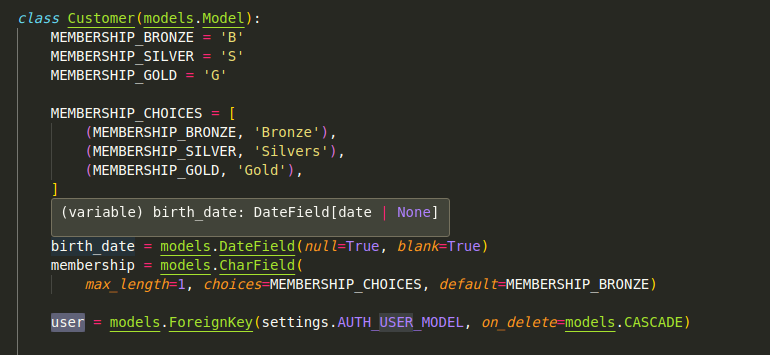 class Customer(models.Model):
    MEMBERSHIP_BRONZE = 'B'
    MEMBERSHIP_SILVER = 'S'
    MEMBERSHIP_GOLD = 'G'
    MEMBERSHIP_CHOICES = [
        (MEMBERSHIP_BRONZE, 'Bronze'),
        (MEMBERSHIP_SILVER, 'Silvers'),
        (MEMBERSHIP_GOLD, 'Gold'),
    ]
(variable) birth_date: DateField[date | None]
    birth_date = models.DateField(null=True, blank=True)
    membership = models.CharField(
        max_length=1, choices=MEMBERSHIP_CHOICES, default=MEMBERSHIP_BRONZE)
    user = models.ForeignKey(settings.AUTH_USER_MODEL, on_delete=models.CASCADE)